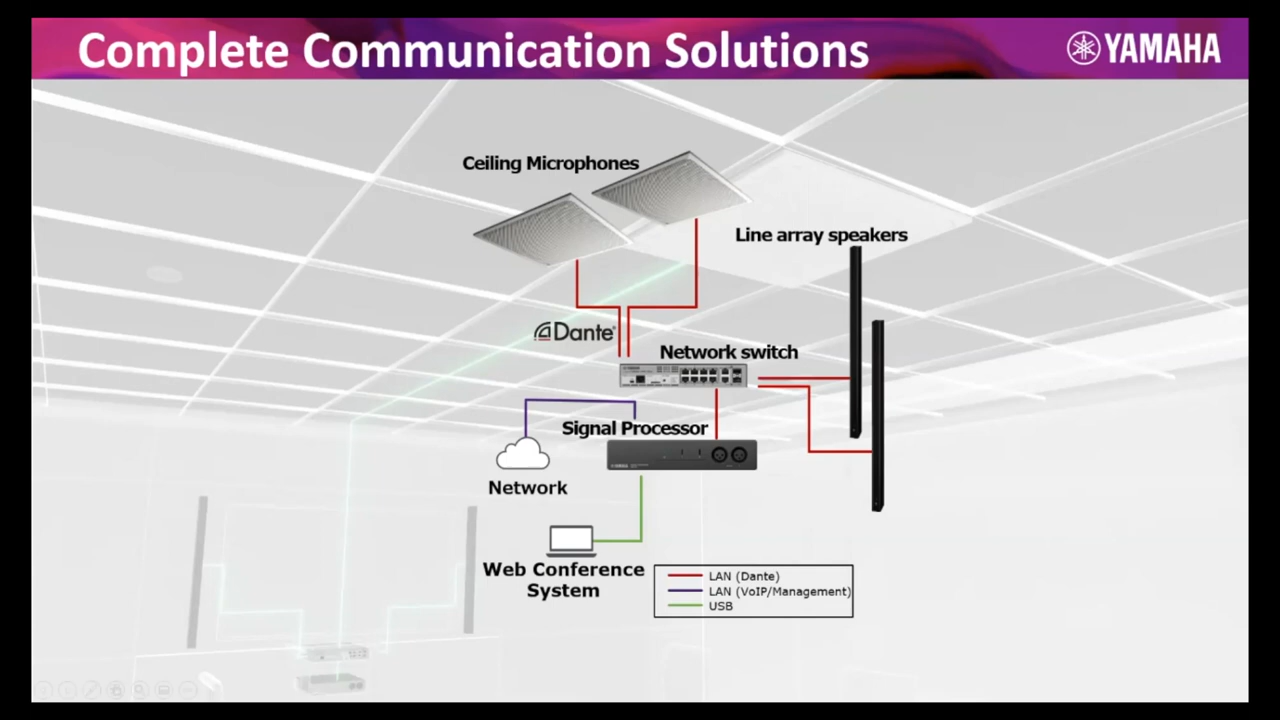 Complete Communication Solutions
YAMAHA
Ceiling Microphones
Line array speakers
Dante
Network switch
Signal Processor
Network
Web Conference
System
LAN (Dante)
LAN (VoIP/Management)
USB